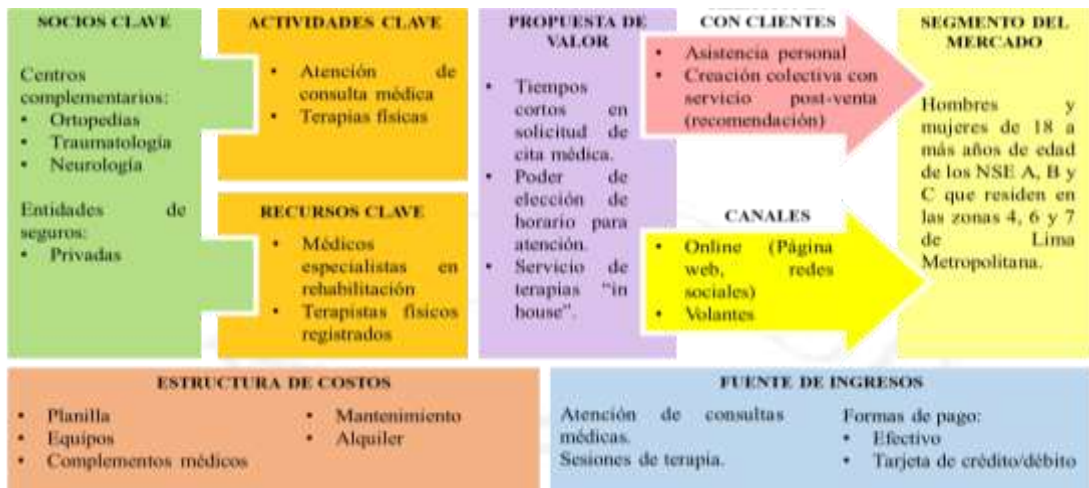 SOCIOS CLAVE
Centros
complementarios:
• Ortopedias
• Traumatología
• Neurología
Entidades de
seguros:
• Privadas
ACTIVIDADES CLAVE
• Atención de
consulta médica
• Terapias físicas
RECURSOS CLAVE
• Médicos
especialistas en
rehabilitación
• Terapistas físicos
registrados
PROPUESTA DE
VALOR
• Tiempos
cortos en
solicitud de
cita médica.
• Poder de
elección de
horario para
atención.
• Servicio de
terapias "in
house".
CON CLIENTES
• Asistencia personal
• Creación colectiva con
servicio post-venta
(recomendación)
CANALES
• Online (Página
web, redes
sociales)
• Volantes
SEGMENTO DEL
MERCADO
Hombres y
mujeres de 18 a
más años de edad
de los NSE A, B y
C que residen en
las zonas 4, 6 y 7
de Lima
Metropolitana.
ESTRUCTURA DE COSTOS
• Planilla
• Equipos
• Complementos médicos
• Mantenimiento
• Alquiler
FUENTE DE INGRESOS
Atención de consultas
médicas.
Sesiones de terapia.
Formas de pago:
• Efectivo
• Tarjeta de crédito/débito